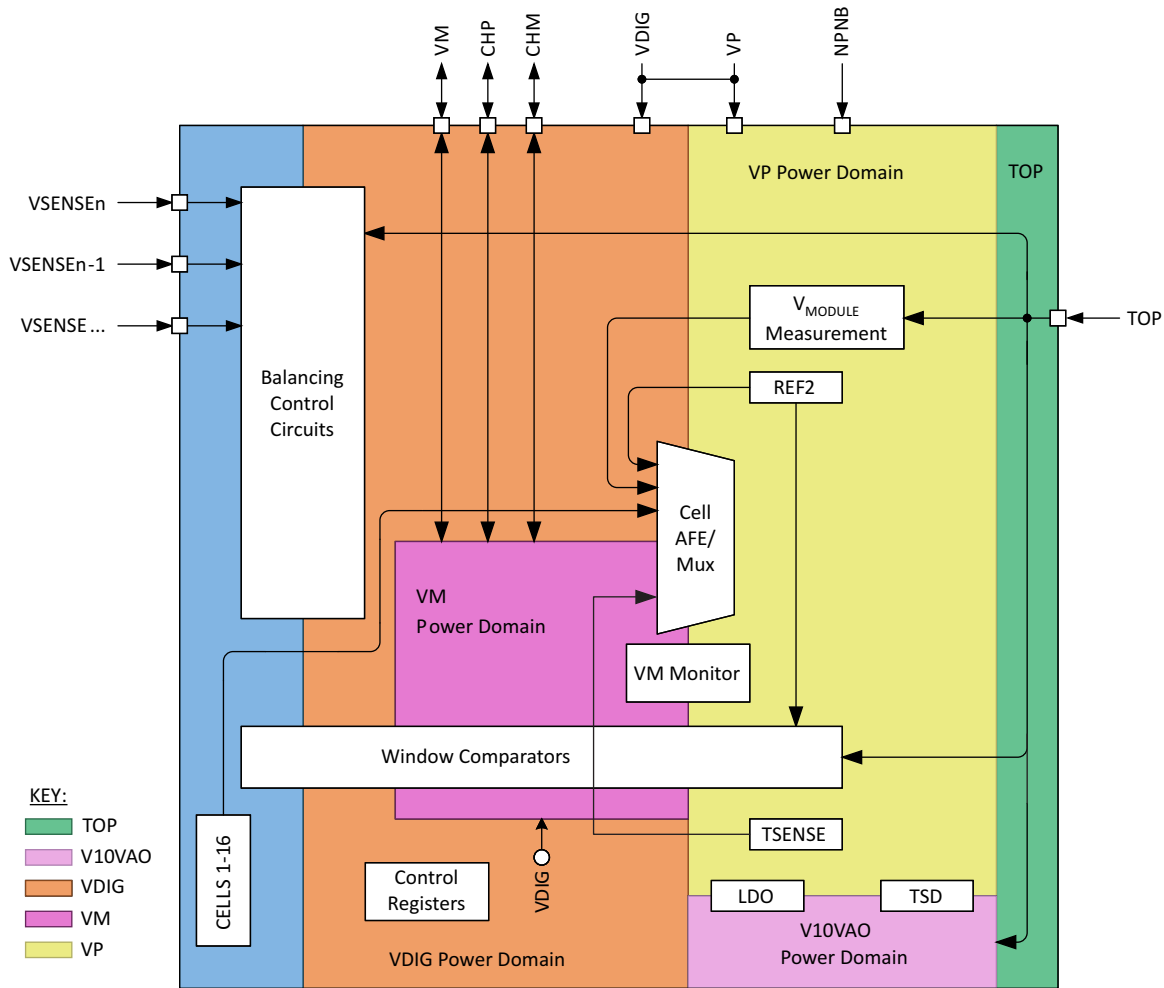 VM
CHP
CHM
VDIG
VP
NPNB
VP Power Domain
TOP
VSENSEn
VSENSEn-1
VSENSE ...
Balancing
Control
Circuits
VMODULE
Measurement
TOP
REF2
Cell
AFE/
Mux
VM
Power Domain
VM Monitor
Window Comparators
KEY:
TOP
V10VAO
VDIG
VM
VP
CELLS 1-16
Control
Registers
VDIG
TSENSE
LDO
TSD
V10VAO
Power Domain
VDIG Power Domain